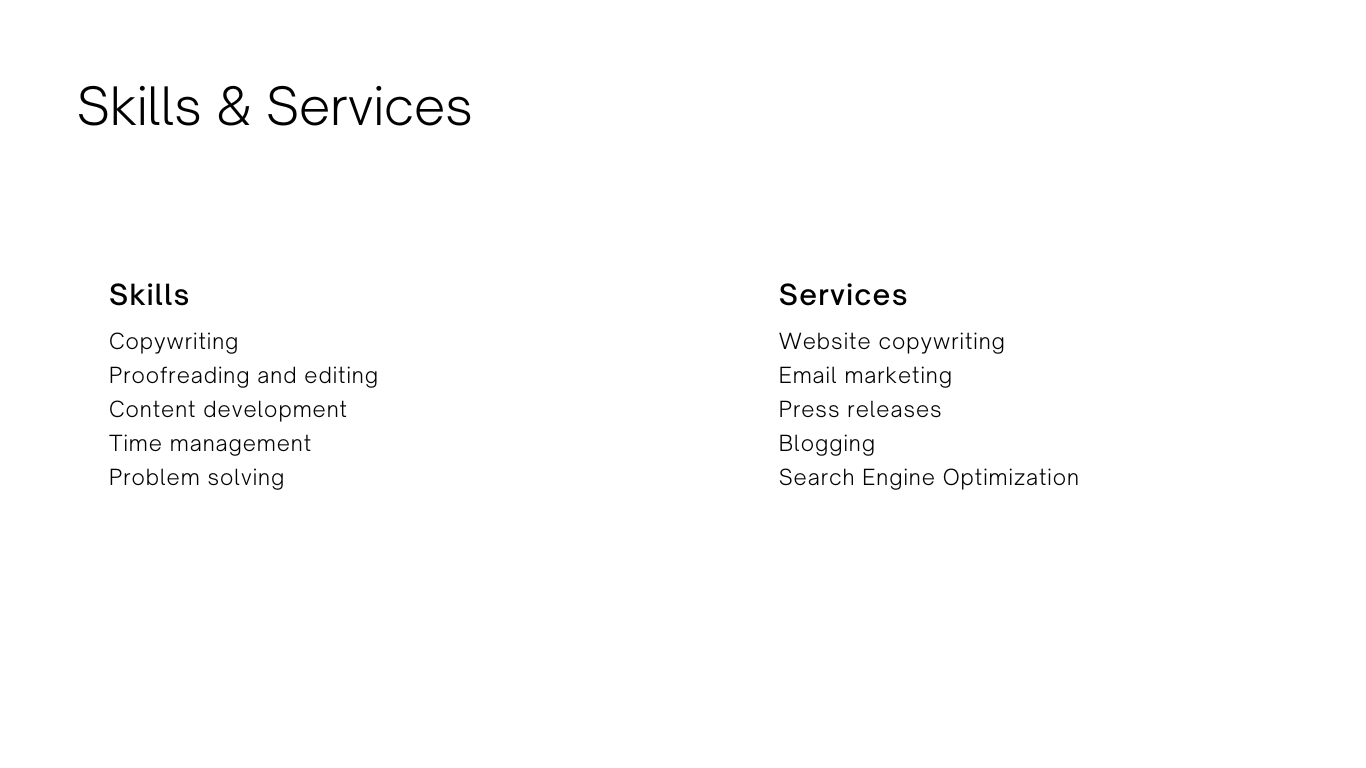 Skills & Services
Skills
Copywriting
Proofreading and editing
Content development
Time management
Problem solving
Services
Website copywriting
Email marketing
Press releases
Blogging
Search Engine Optimization